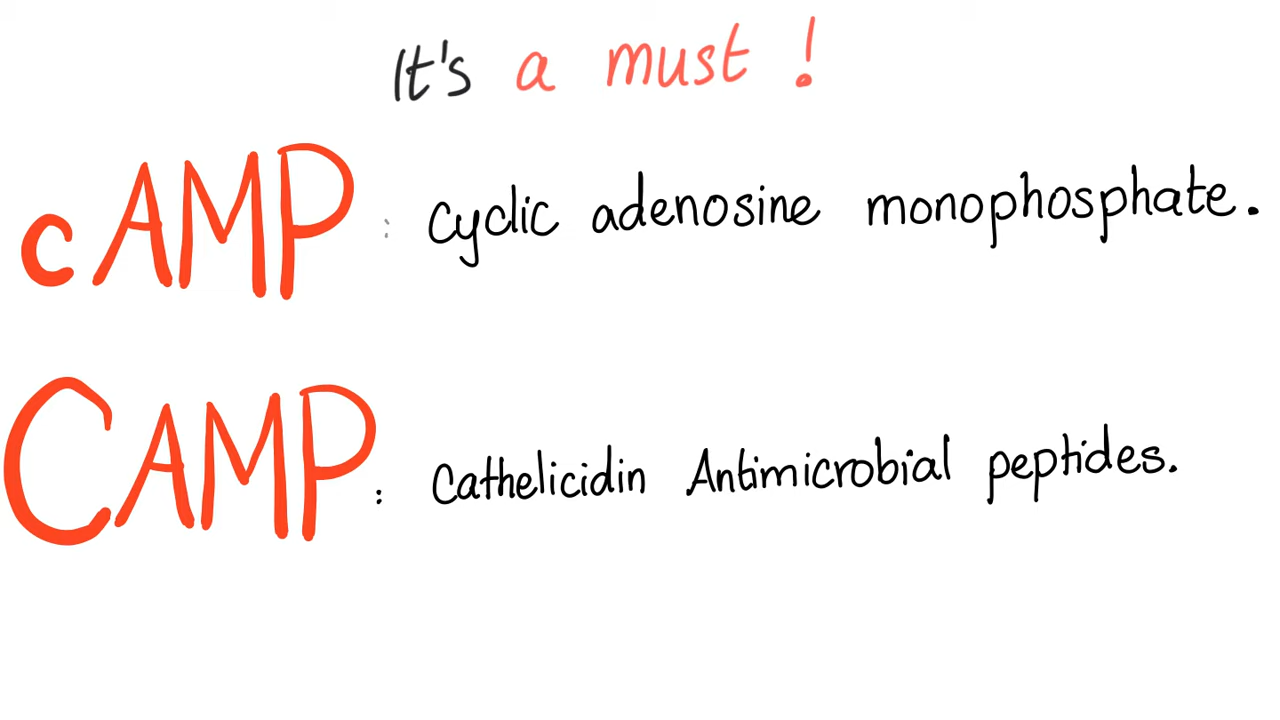 It's a must !
cAMP : cyclic adenosine monophosphate.
CAMP : Cathelicidin Antimicrobial peptides.